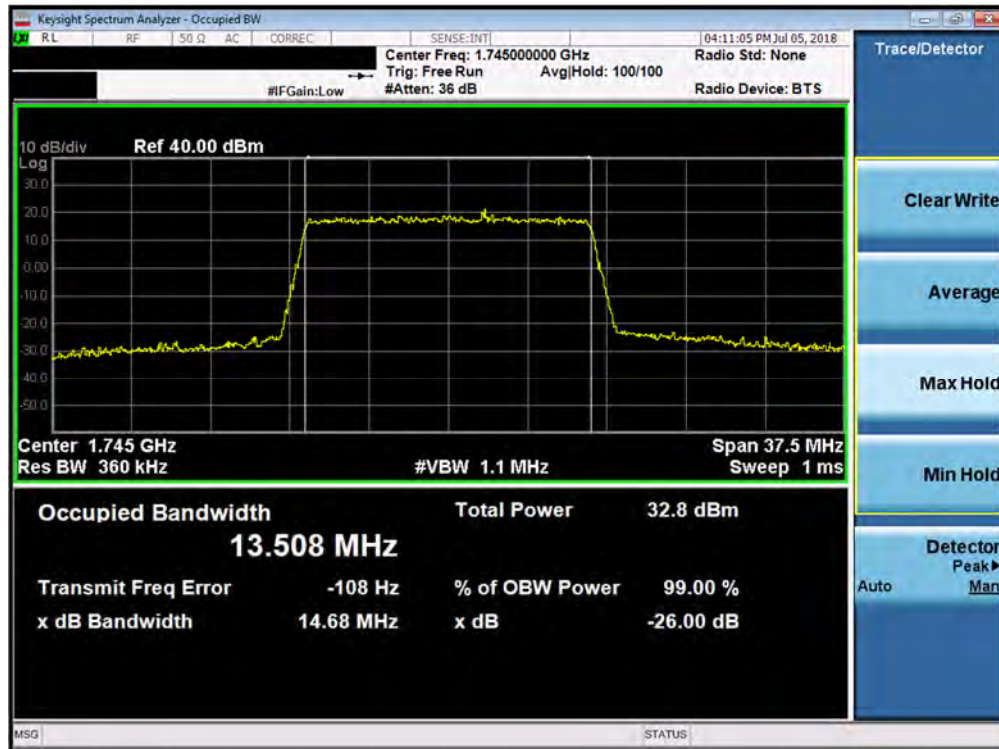 Keysight Spectrum Analyzer - Occupied BW
LXI RL RF 50 Ω AC CORREC SENSE:INT 04:11:05 PM Jul 05, 2018
Center Freq: 1.745000000 GHz Radio Std: None
Trig: Free Run Avg|Hold: 100/100
#IFGain:Low #Atten: 36 dB Radio Device: BTS
10 dB/div Ref 40.00 dBm
Log
30.0
20.0
10.0
0.00
-10.0
-20.0
-30.0
-40.0
-50.0
Center 1.745 GHz Span 37.5 MHz
Res BW 360 kHz #VBW 1.1 MHz Sweep 1 ms
Occupied Bandwidth Total Power 32.8 dBm
13.508 MHz
Transmit Freq Error -108 Hz % of OBW Power 99.00 %
x dB Bandwidth 14.68 MHz x dB -26.00 dB
MSG STATUS
Trace/Detector
Clear Write
Average
Max Hold
Min Hold
Detector
Peak▶
Auto Man